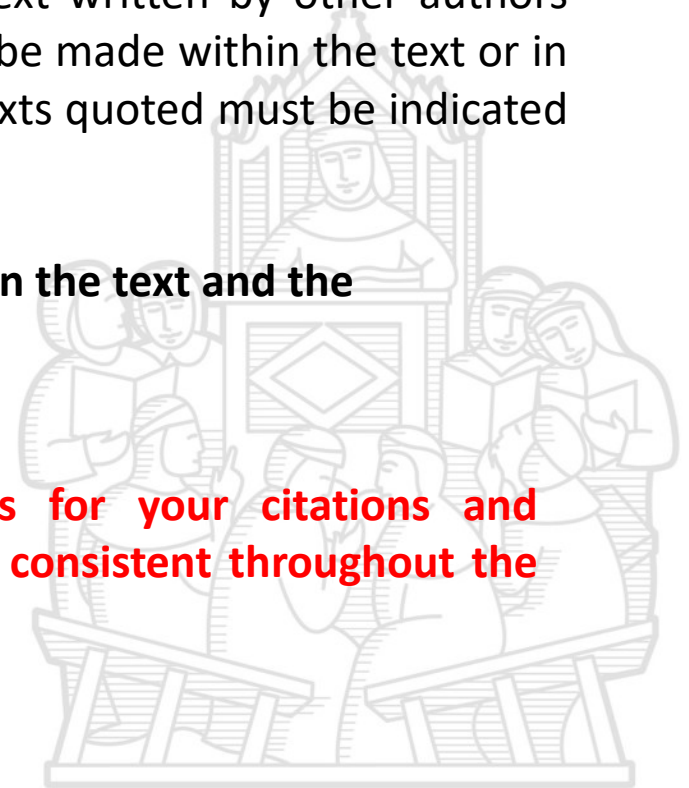 ext written by other authors
be made within the text or in
xts quoted must be indicated
n the text and the
s for your citations and
consistent throughout the